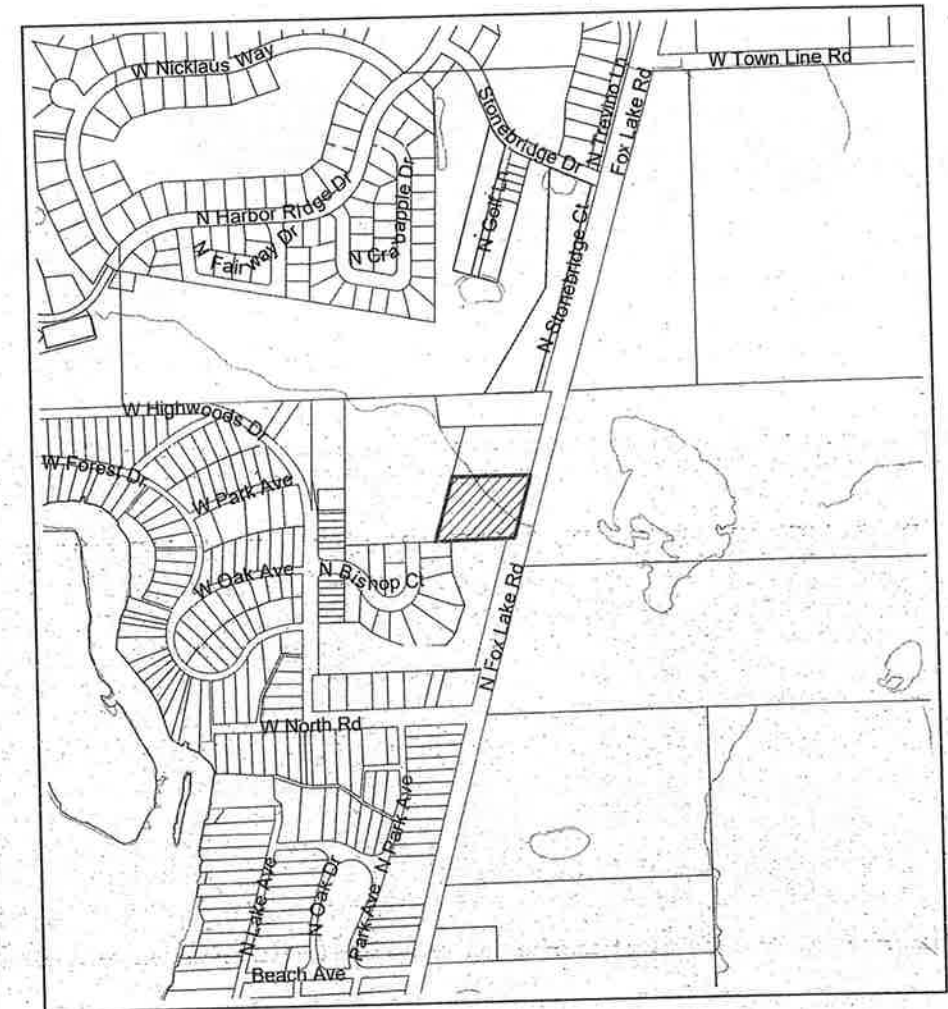 W Town Line Rd
W Nicklaus Way
Stonebridge Dr
N Trevino Ln
Fox Lake Rd
N Harbor Ridge Dr
N Crabapple Dr
N Golf Ln
N Fairway Dr
N Stonebridge Ct
W Highwoods Dr
W Forest Dr
W Park Ave
W Oak Ave
N Bishop Ct
N Fox Lake Rd
W North Rd
N Park Ave
N Lake Ave
N Oak Dr
Park Ave
Beach Ave